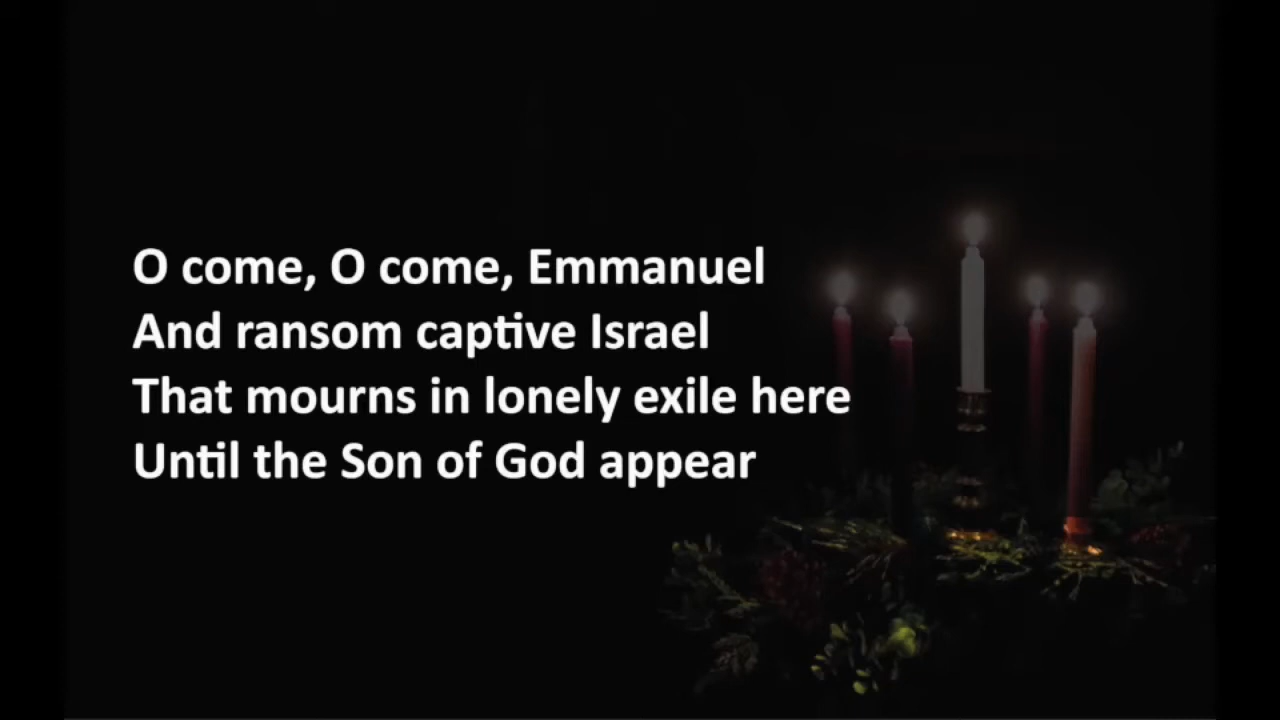 O come, O come, Emmanuel
And ransom captive Israel
That mourns in lonely exile here
Until the Son of God appear